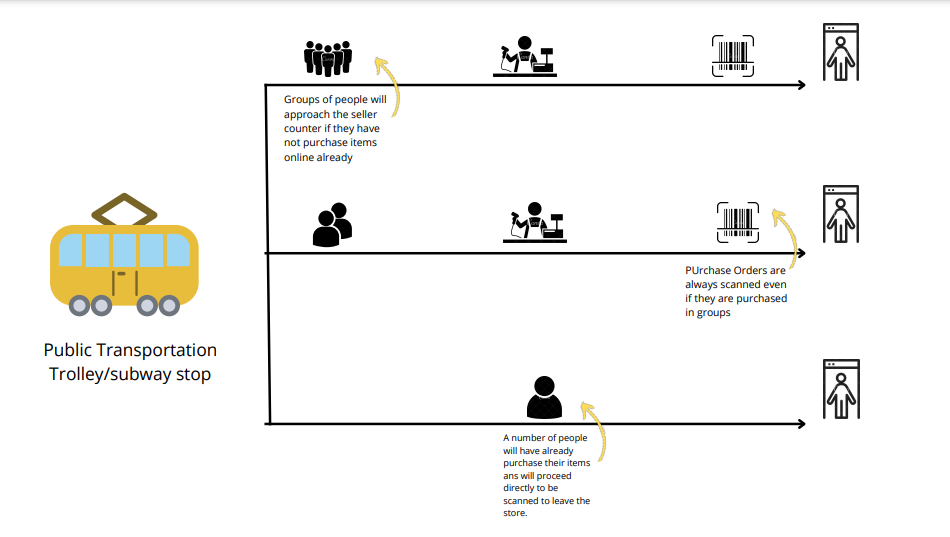 Groups of people will
approach the seller
counter if they have
not purchase items
online already
PUrchase Orders are
always scanned even
if they are purchased
in groups
Public Transportation
Trolley/subway stop
A number of people
will have already
purchase their items
ans will proceed
directly to be
scanned to leave the
store.